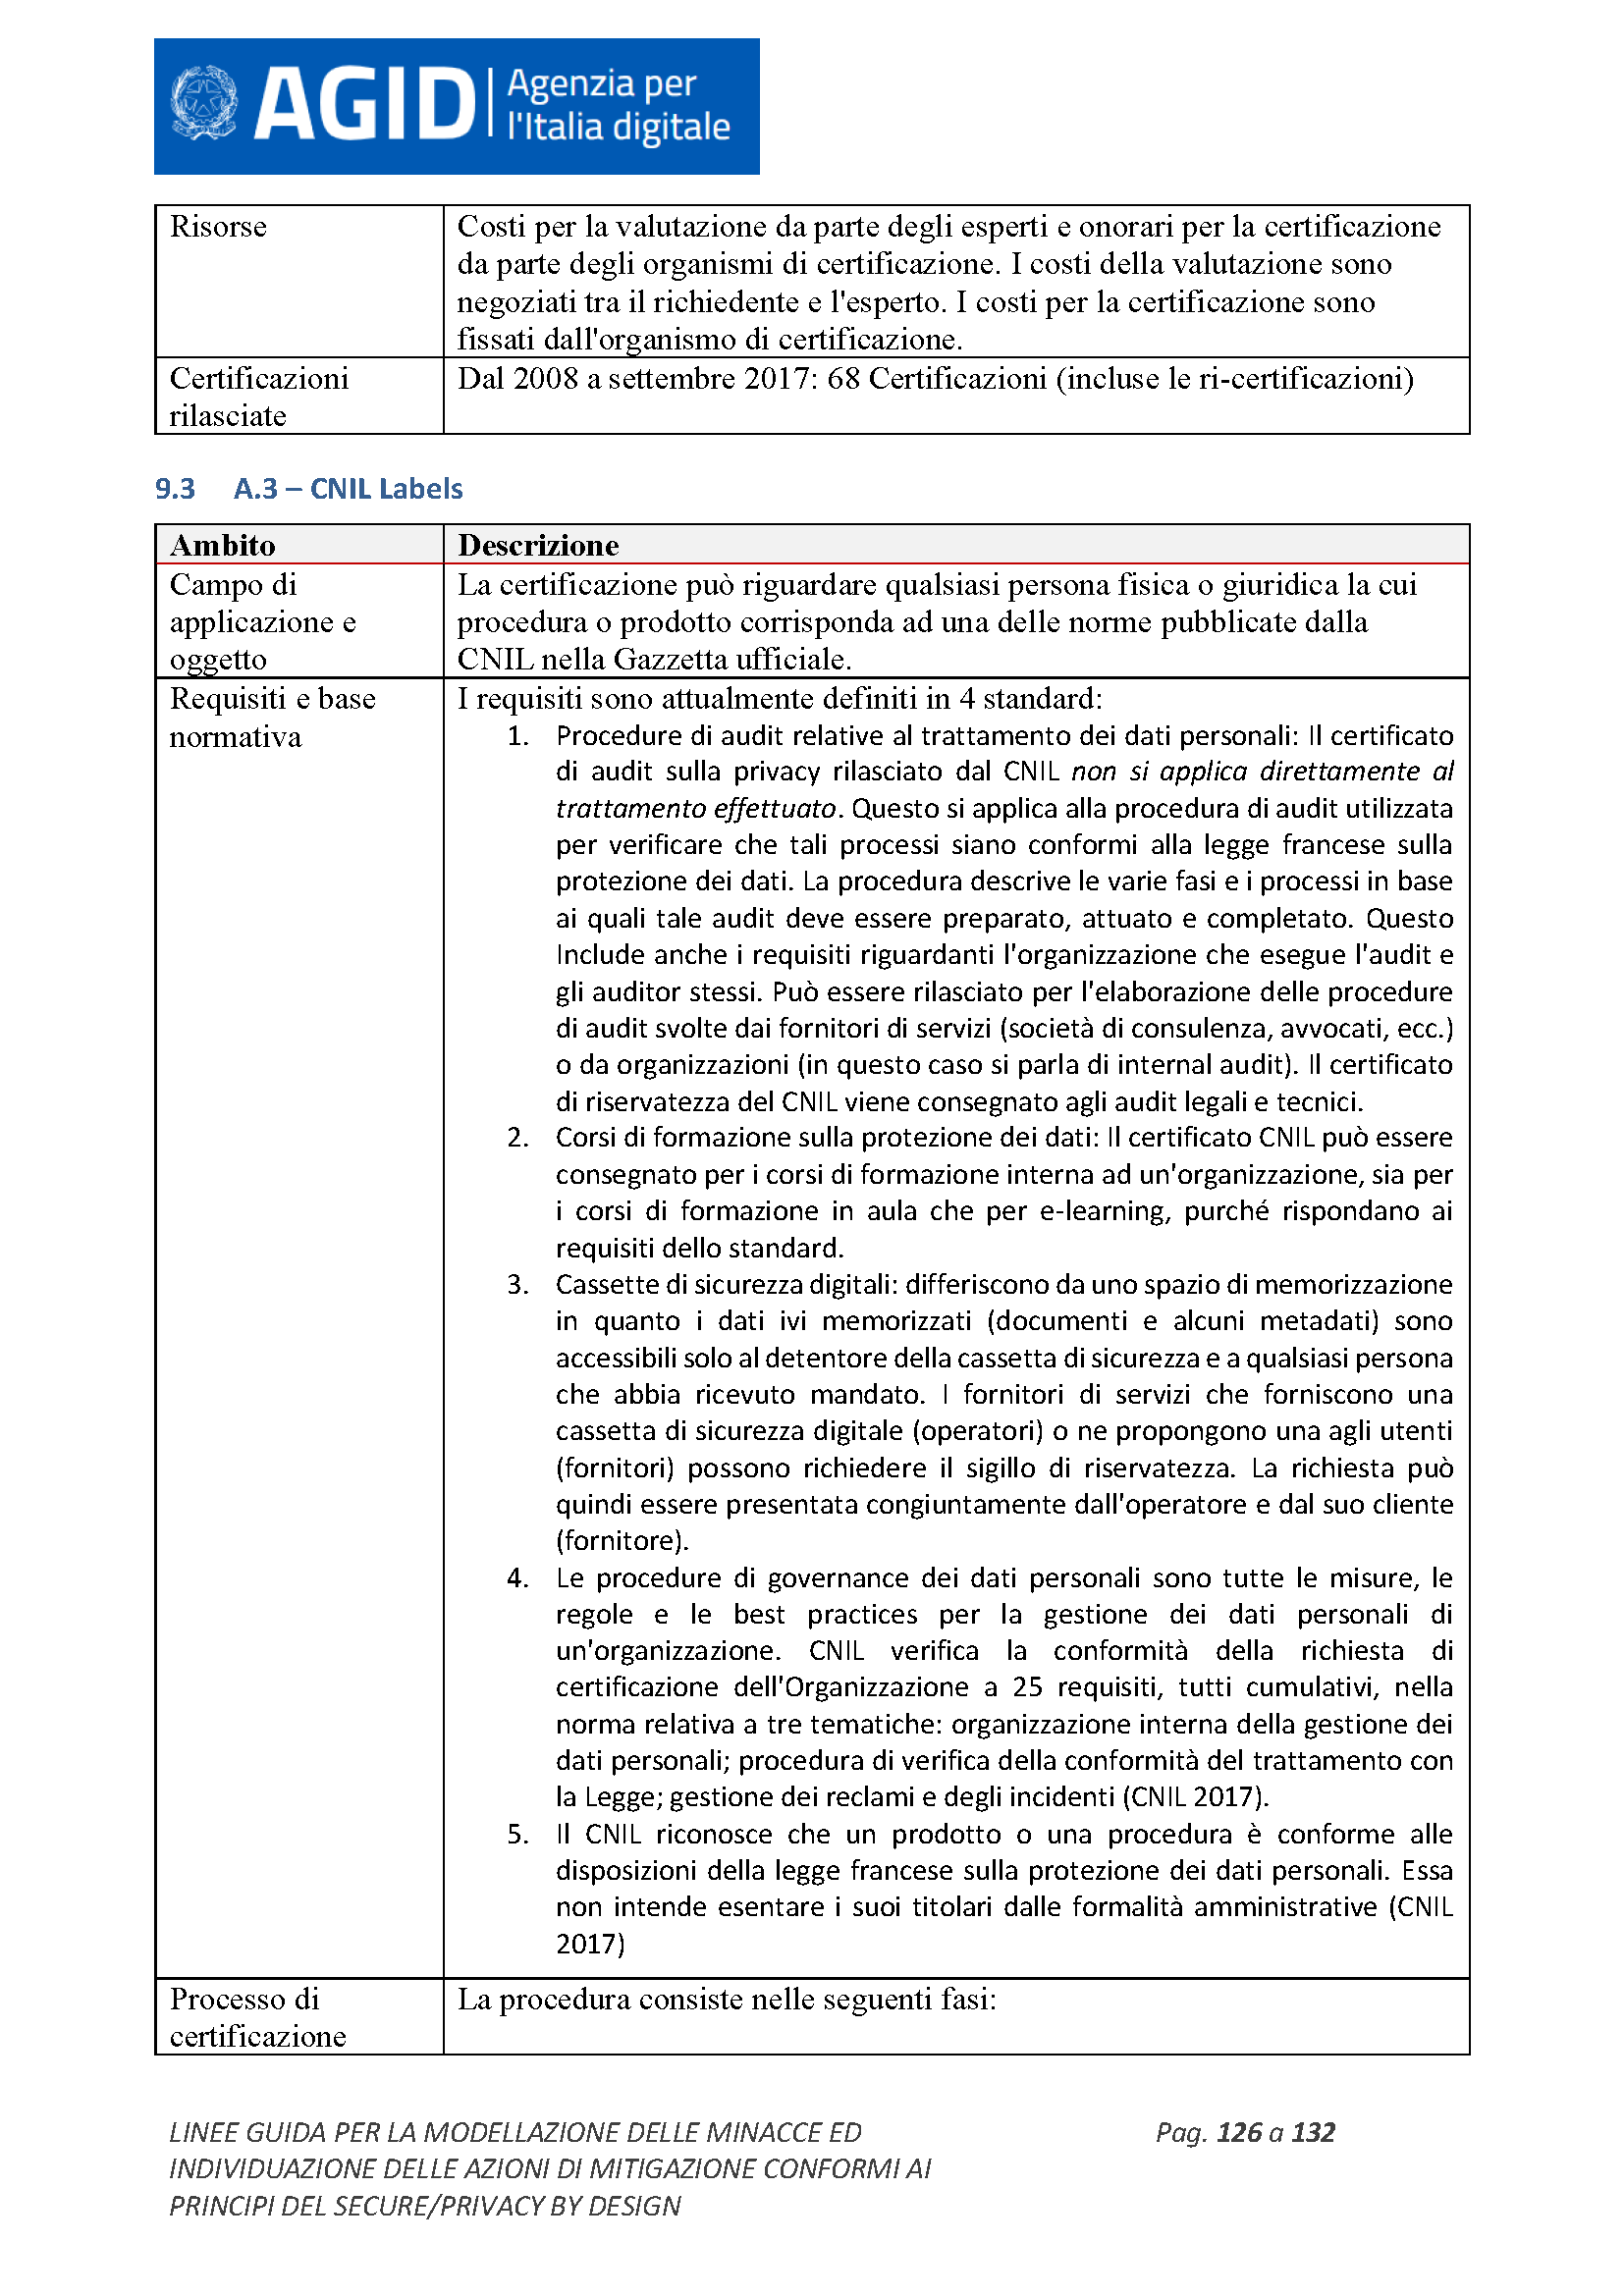 AGID
Agenzia per
l'Italia digitale
Risorse
Costi per la valutazione da parte degli esperti e onorari per la certificazione
da parte degli organismi di certificazione. I costi della valutazione sono
negoziati tra il richiedente e l'esperto. I costi per la certificazione sono
fissati dall'organismo di certificazione.
Certificazioni
rilasciate
Dal 2008 a settembre 2017: 68 Certificazioni (incluse le ri-certificazioni)
9.3 A.3 – CNIL Labels
Ambito
Descrizione
Campo di
applicazione e
oggetto
La certificazione può riguardare qualsiasi persona fisica o giuridica la cui
procedura o prodotto corrisponda ad una delle norme pubblicate dalla
CNIL nella Gazzetta ufficiale.
Requisiti e base
normativa
I requisiti sono attualmente definiti in 4 standard:
1. Procedure di audit relative al trattamento dei dati personali: Il certificato
di audit sulla privacy rilasciato dal CNIL non si applica direttamente al
trattamento effettuato. Questo si applica alla procedura di audit utilizzata
per verificare che tali processi siano conformi alla legge francese sulla
protezione dei dati. La procedura descrive le varie fasi e i processi in base
ai quali tale audit deve essere preparato, attuato e completato. Questo
Include anche i requisiti riguardanti l'organizzazione che esegue l'audit e
gli auditor stessi. Può essere rilasciato per l'elaborazione delle procedure
di audit svolte dai fornitori di servizi (società di consulenza, avvocati, ecc.)
o da organizzazioni (in questo caso si parla di internal audit). Il certificato
di riservatezza del CNIL viene consegnato agli audit legali e tecnici.
2. Corsi di formazione sulla protezione dei dati: Il certificato CNIL può essere
consegnato per i corsi di formazione interna ad un'organizzazione, sia per
i corsi di formazione in aula che per e-learning, purché rispondano ai
requisiti dello standard.
3. Cassette di sicurezza digitali: differiscono da uno spazio di memorizzazione
in quanto i dati ivi memorizzati (documenti e alcuni metadati) sono
accessibili solo al detentore della cassetta di sicurezza e a qualsiasi persona
che abbia ricevuto mandato. I fornitori di servizi che forniscono una
cassetta di sicurezza digitale (operatori) o ne propongono una agli utenti
(fornitori) possono richiedere il sigillo di riservatezza. La richiesta può
quindi essere presentata congiuntamente dall'operatore e dal suo cliente
(fornitore).
4. Le procedure di governance dei dati personali sono tutte le misure, le
regole e le best practices per la gestione dei dati personali di
un'organizzazione. CNIL verifica la conformità della richiesta di
certificazione dell'Organizzazione a 25 requisiti, tutti cumulativi, nella
norma relativa a tre tematiche: organizzazione interna della gestione dei
dati personali; procedura di verifica della conformità del trattamento con
la Legge; gestione dei reclami e degli incidenti (CNIL 2017).
5. Il CNIL riconosce che un prodotto o una procedura è conforme alle
disposizioni della legge francese sulla protezione dei dati personali. Essa
non intende esentare i suoi titolari dalle formalità amministrative (CNIL
2017)
Processo di
certificazione
La procedura consiste nelle seguenti fasi:
LINEE GUIDA PER LA MODELLAZIONE DELLE MINACCE ED
INDIVIDUAZIONE DELLE AZIONI DI MITIGAZIONE CONFORMI AI
PRINCIPI DEL SECURE/PRIVACY BY DESIGN
Pag. 126 a 132